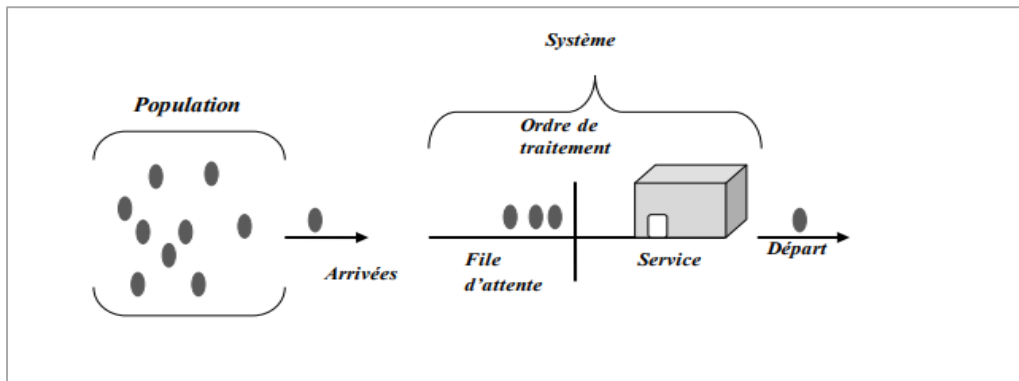 Système
Population
Ordre de
traitement
Arrivées
File
d'attente
Service
Départ